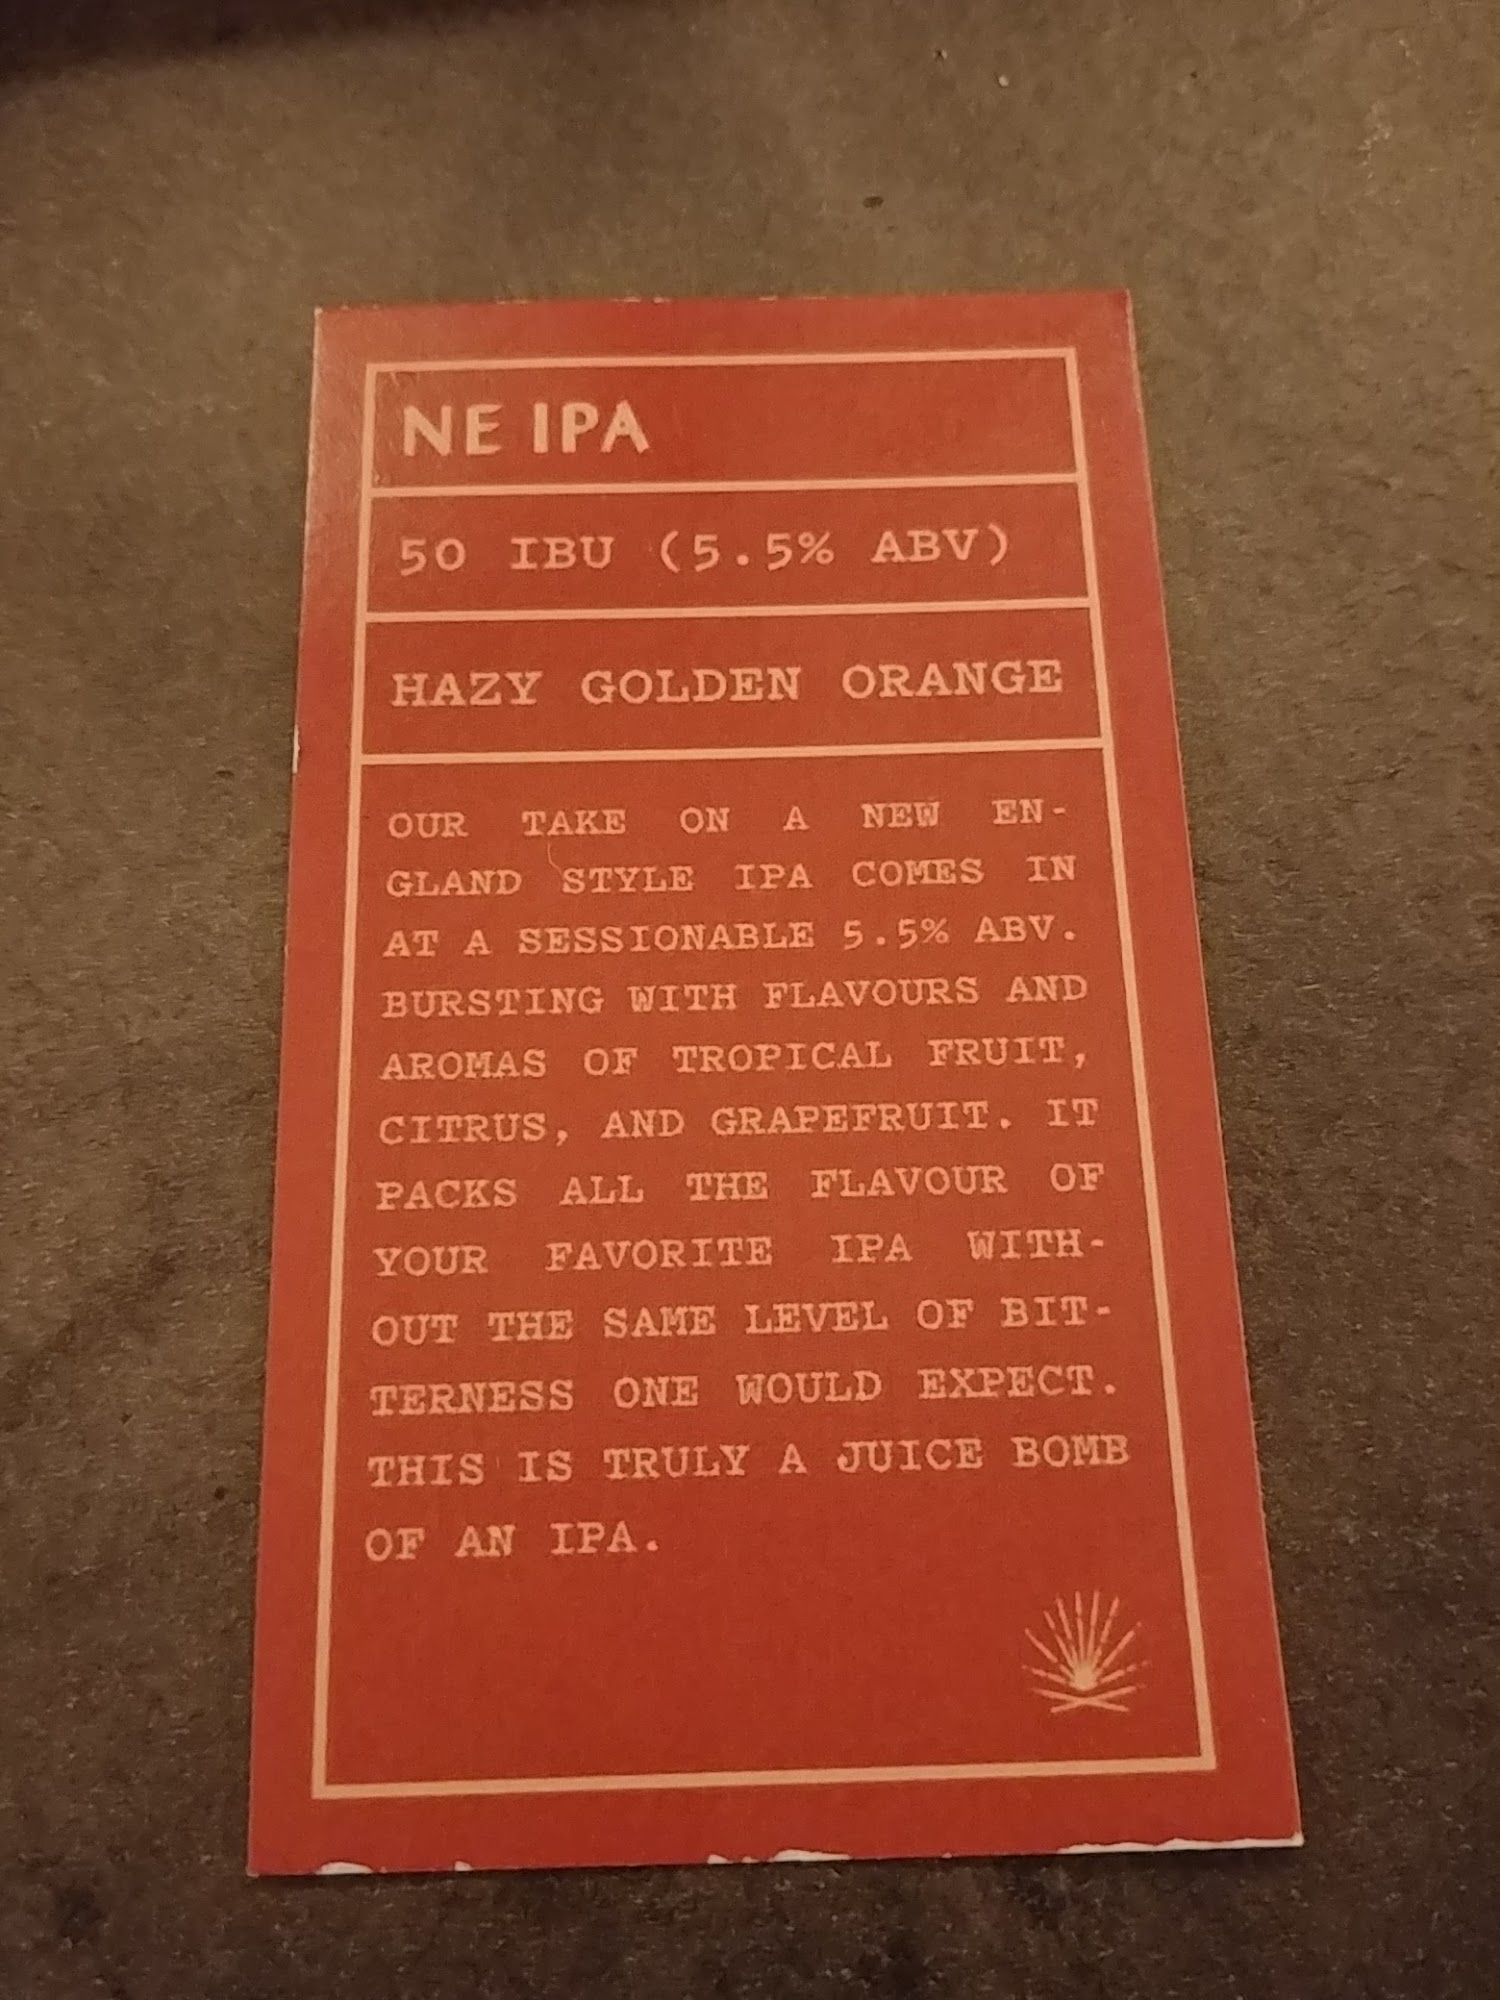 NE IPA
50 IBU (5.5% ABV)
HAZY GOLDEN ORANGE
OUR TAKE ON A NEW EN-
GLAND STYLE IPA COMES IN
AT A SESSIONABLE 5.5% ABV.
BURSTING WITH FLAVOURS AND
AROMAS OF TROPICAL FRUIT,
CITRUS, AND GRAPEFRUIT. IT
PACKS ALL THE FLAVOUR OF
YOUR FAVORITE IPA WITH-
OUT THE SAME LEVEL OF BIT-
TERNESS ONE WOULD EXPECT.
THIS IS TRULY A JUICE BOMB
OF AN IPA.